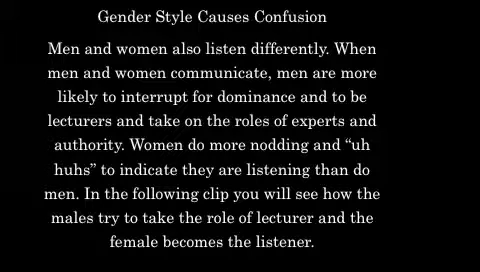 Gender Style Causes Confusion
Men and women also listen differently. When
men and women communicate, men are more
likely to interrupt for dominance and to be
lecturers and take on the roles of experts and
authority. Women do more nodding and “uh
huhs” to indicate they are listening than do
men. In the following clip you will see how the
males try to take the role of lecturer and the
female becomes the listener.